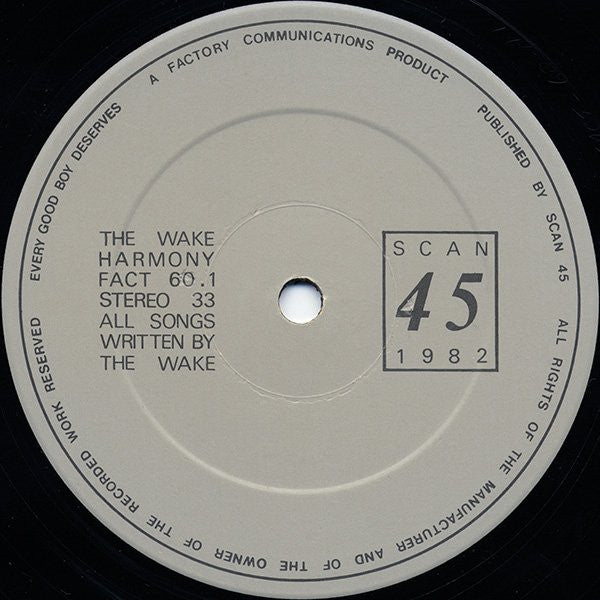 EVERY GOOD BOY DESERVES
A FACTORY COMMUNICATIONS PRODUCT
PUBLISHED BY SCAN 45
ALL RIGHTS OF THE MANUFACTURER AND OF THE OWNER OF THE RECORDED WORK RESERVED
THE WAKE
HARMONY
FACT 60.1
STEREO 33
ALL SONGS
WRITTEN BY
THE WAKE
SCAN
45
1982